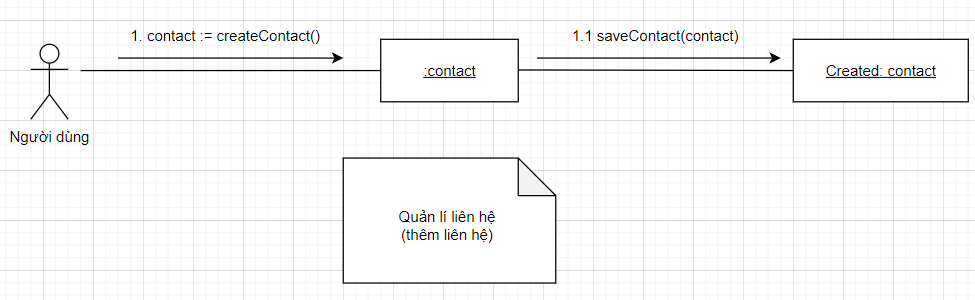 1. contact := createContact()
1.1 saveContact(contact)
:contact
Created: contact
Người dùng
Quản lí liên hệ
(thêm liên hệ)